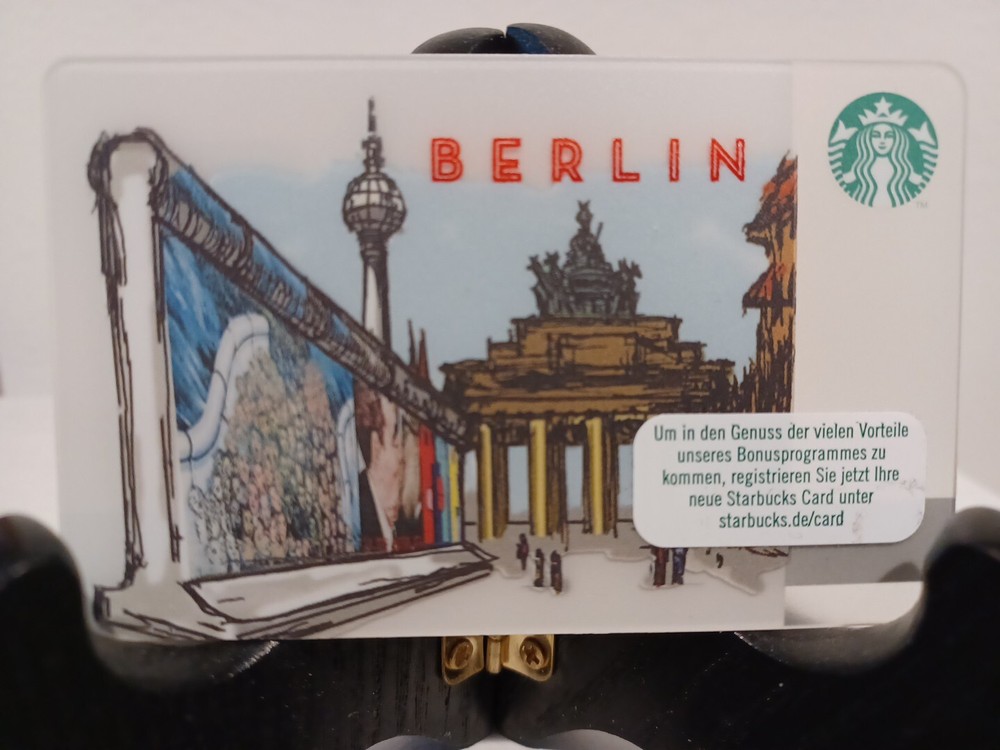 BERLIN
TM
Um in den Genuss der vielen Vorteile
unseres Bonusprogrammes zu
kommen, registrieren Sie jetzt Ihre
neue Starbucks Card unter
starbucks.de/card